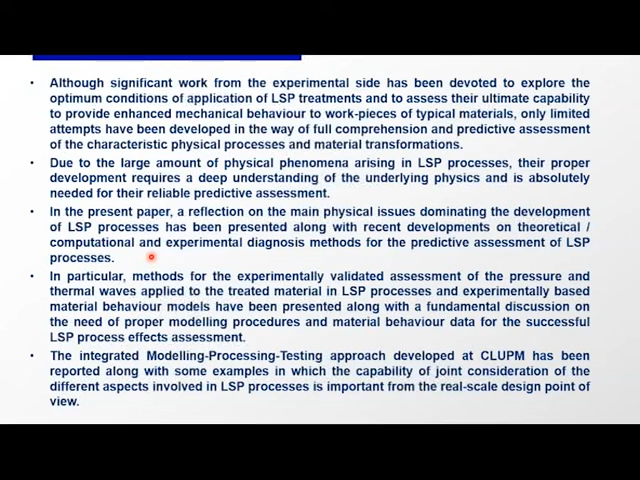 • Although significant work from the experimental side has been devoted to explore the
optimum conditions of application of LSP treatments and to assess their ultimate capability
to provide enhanced mechanical behaviour to work-pieces of typical materials, only limited
attempts have been developed in the way of full comprehension and predictive assessment
of the characteristic physical processes and material transformations.
• Due to the large amount of physical phenomena arising in LSP processes, their proper
development requires a deep understanding of the underlying physics and is absolutely
needed for their reliable predictive assessment.
• In the present paper, a reflection on the main physical issues dominating the development
of LSP processes has been presented along with recent developments on theoretical /
computational and experimental diagnosis methods for the predictive assessment of LSP
processes.
• In particular, methods for the experimentally validated assessment of the pressure and
thermal waves applied to the treated material in LSP processes and experimentally based
material behaviour models have been presented along with a fundamental discussion on
the need of proper modelling procedures and material behaviour data for the successful
LSP process effects assessment.
• The integrated Modelling-Processing-Testing approach developed at CLUPM has been
reported along with some examples in which the capability of joint consideration of the
different aspects involved in LSP processes is important from the real-scale design point of
view.